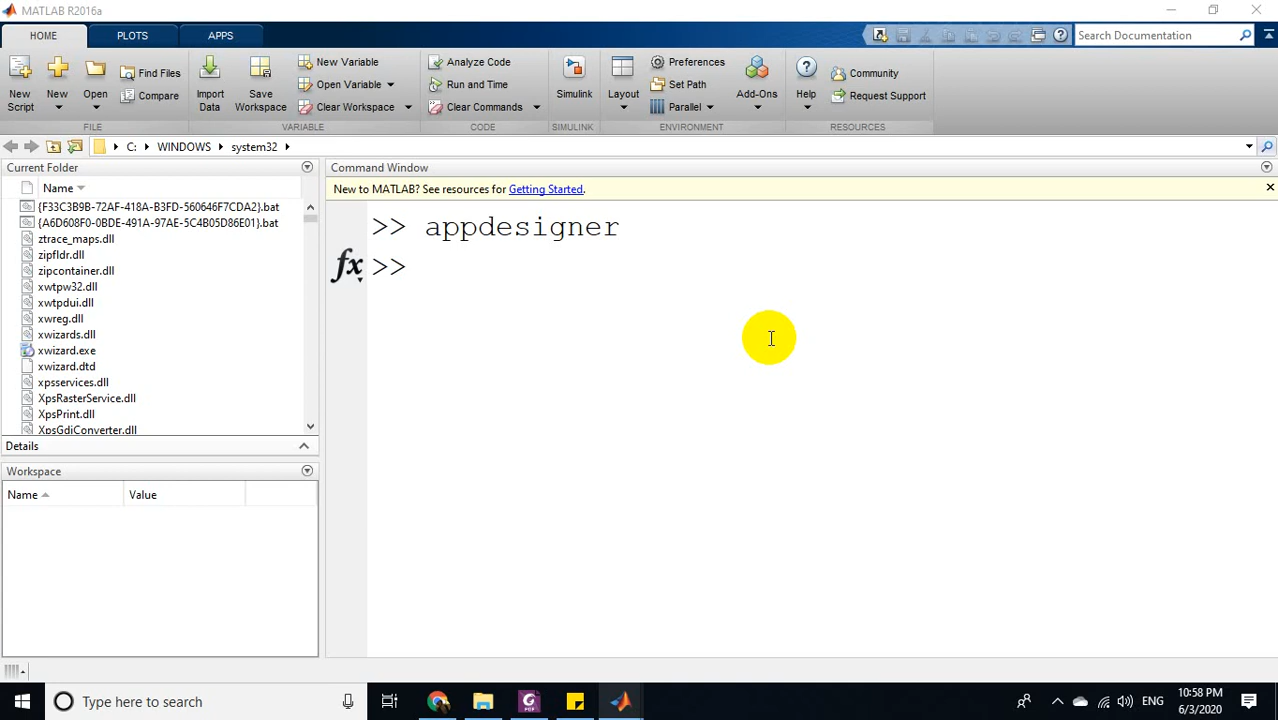 MATLAB R2016a
HOME PLOTS APPS
Search Documentation
New Script
New
Open
Find Files
Compare
Import Data
Save Workspace
New Variable
Open Variable
Clear Workspace
Analyze Code
Run and Time
Clear Commands
Simulink
Layout
Preferences
Set Path
Parallel
Add-Ons
Help
Community
Request Support
FILE VARIABLE CODE SIMULINK ENVIRONMENT RESOURCES
C: WINDOWS system32
Current Folder
Name
{F33C3B9B-72AF-418A-B3FD-560646F7CDA2}.bat
{A6D608F0-0BDE-491A-97AE-5C4B05D86E01}.bat
ztrace_maps.dll
zipfldr.dll
zipcontainer.dll
xwtpw32.dll
xwtpdui.dll
xwreg.dll
xwizards.dll
xwizard.exe
xwizard.dtd
xpsservices.dll
XpsRasterService.dll
XpsPrint.dll
XpsGdiConverter.dll
Details
Workspace
Name Value
Command Window
New to MATLAB? See resources for Getting Started.
>> appdesigner
fx >>
Type here to search
ENG
10:58 PM
6/3/2020